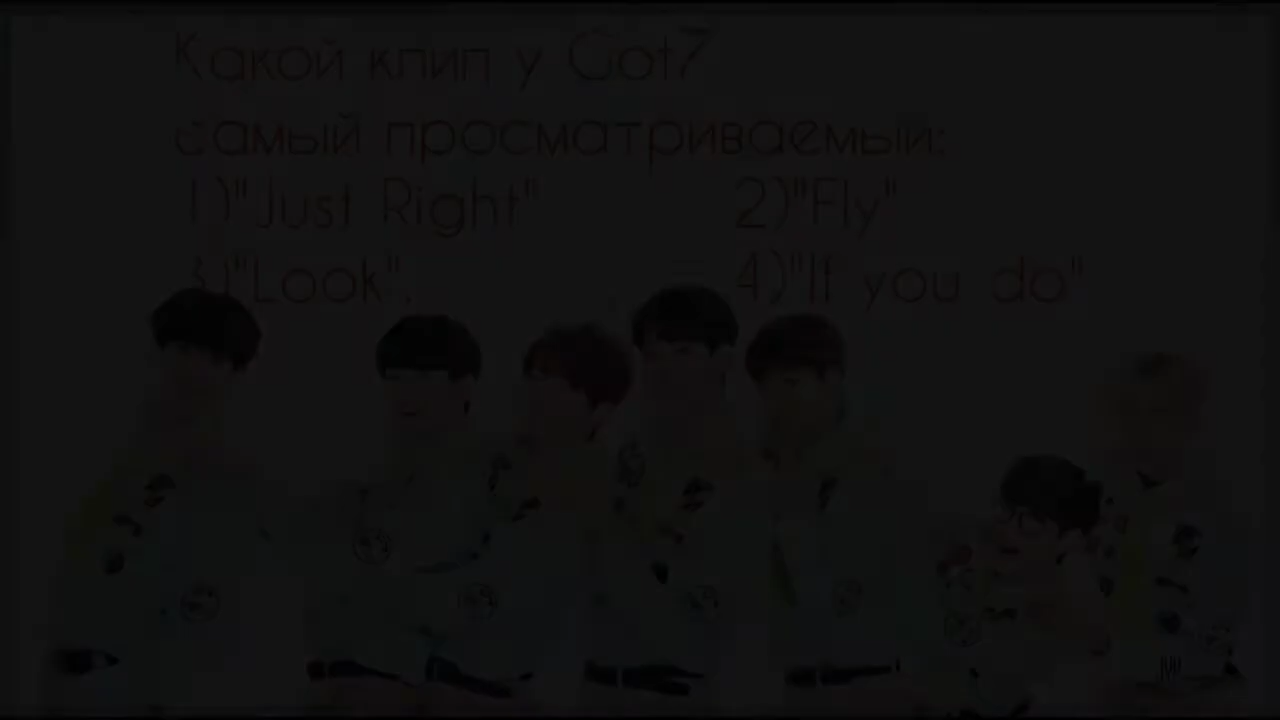 Какой клип у Got7
самый просматриваемый:
1)"Just Right" 2)"Fly"
3)"Look". 4)"If you do"